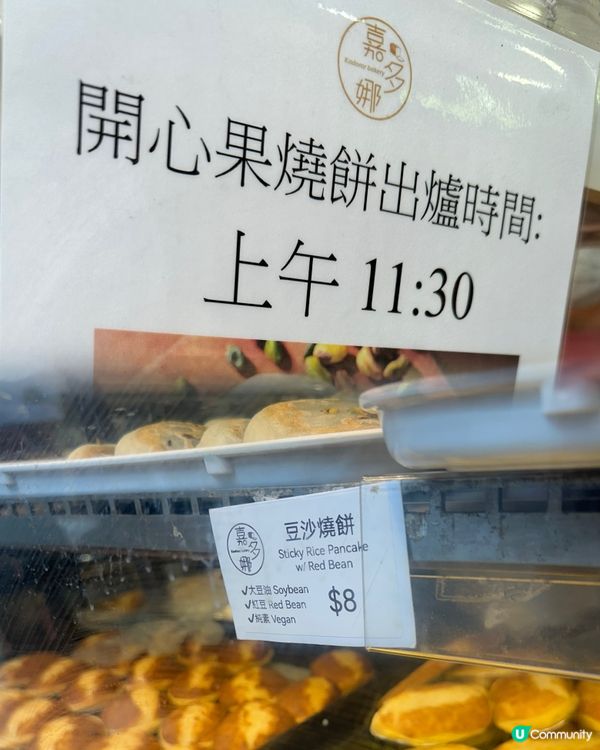 嘉多娜
開心果燒餅出爐時間:
上午 11:30
嘉多娜
豆沙燒餅
Sticky Rice Pancake
w/ Red Bean
✓大豆油 Soybean
✓紅豆 Red Bean
✓純素 Vegan
$8
U Community